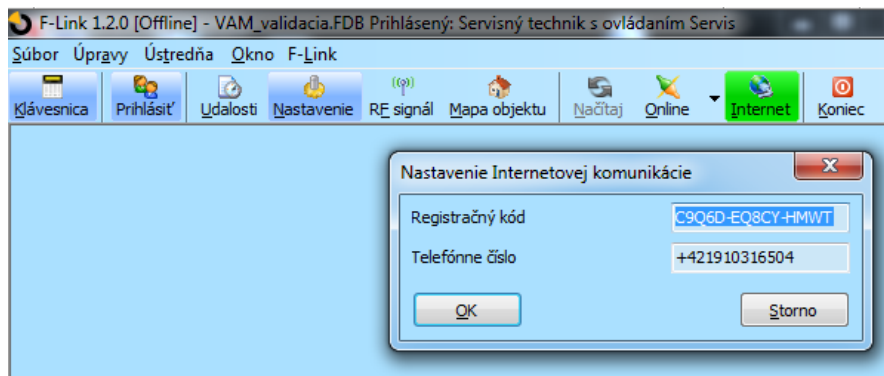 F-Link 1.2.0 [Offline] - VAM_validacia.FDB Prihlásený: Servisný technik s ovládaním Servis
Súbor Úpravy Ústredňa Okno F-Link
Klávesnica Prihlásiť Udalosti Nastavenie RF signál Mapa objektu Načítaj Online Internet Koniec
Nastavenie Internetovej komunikácie
Registračný kód C9Q6D-EQ8CY-HMWT
Telefónne číslo +421910316504
OK Storno